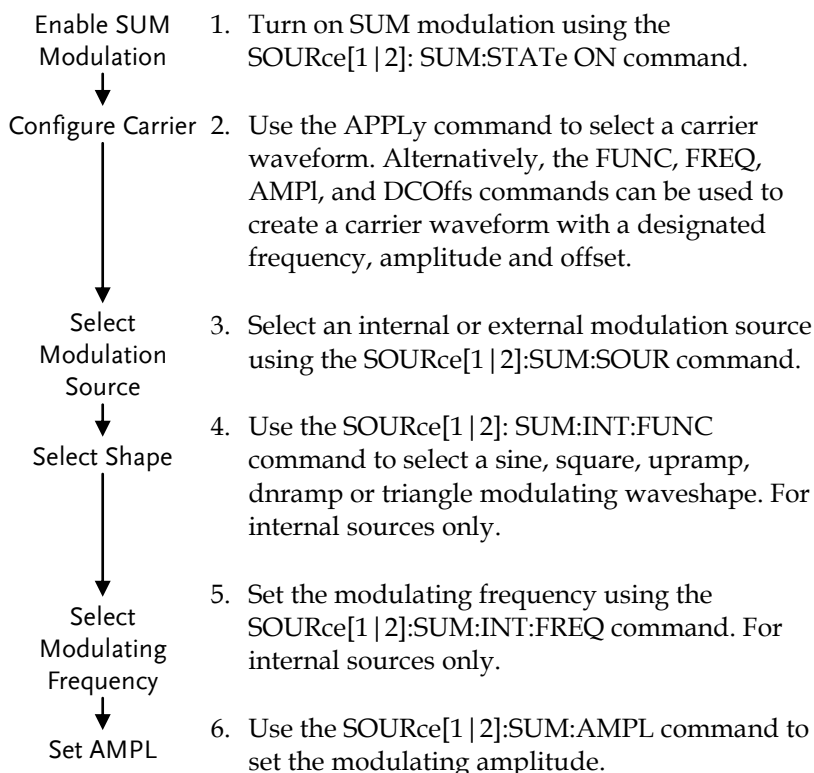 Enable SUM
Modulation
1. Turn on SUM modulation using the
SOURce[1|2]: SUM:STATe ON command.
Configure Carrier
2. Use the APPLy command to select a carrier
waveform. Alternatively, the FUNC, FREQ,
AMPl, and DCOffs commands can be used to
create a carrier waveform with a designated
frequency, amplitude and offset.
Select
Modulation
Source
3. Select an internal or external modulation source
using the SOURce[1|2]:SUM:SOUR command.
Select Shape
4. Use the SOURce[1|2]: SUM:INT:FUNC
command to select a sine, square, upramp,
dnramp or triangle modulating waveshape. For
internal sources only.
Select
Modulating
Frequency
5. Set the modulating frequency using the
SOURce[1|2]:SUM:INT:FREQ command. For
internal sources only.
Set AMPL
6. Use the SOURce[1|2]:SUM:AMPL command to
set the modulating amplitude.